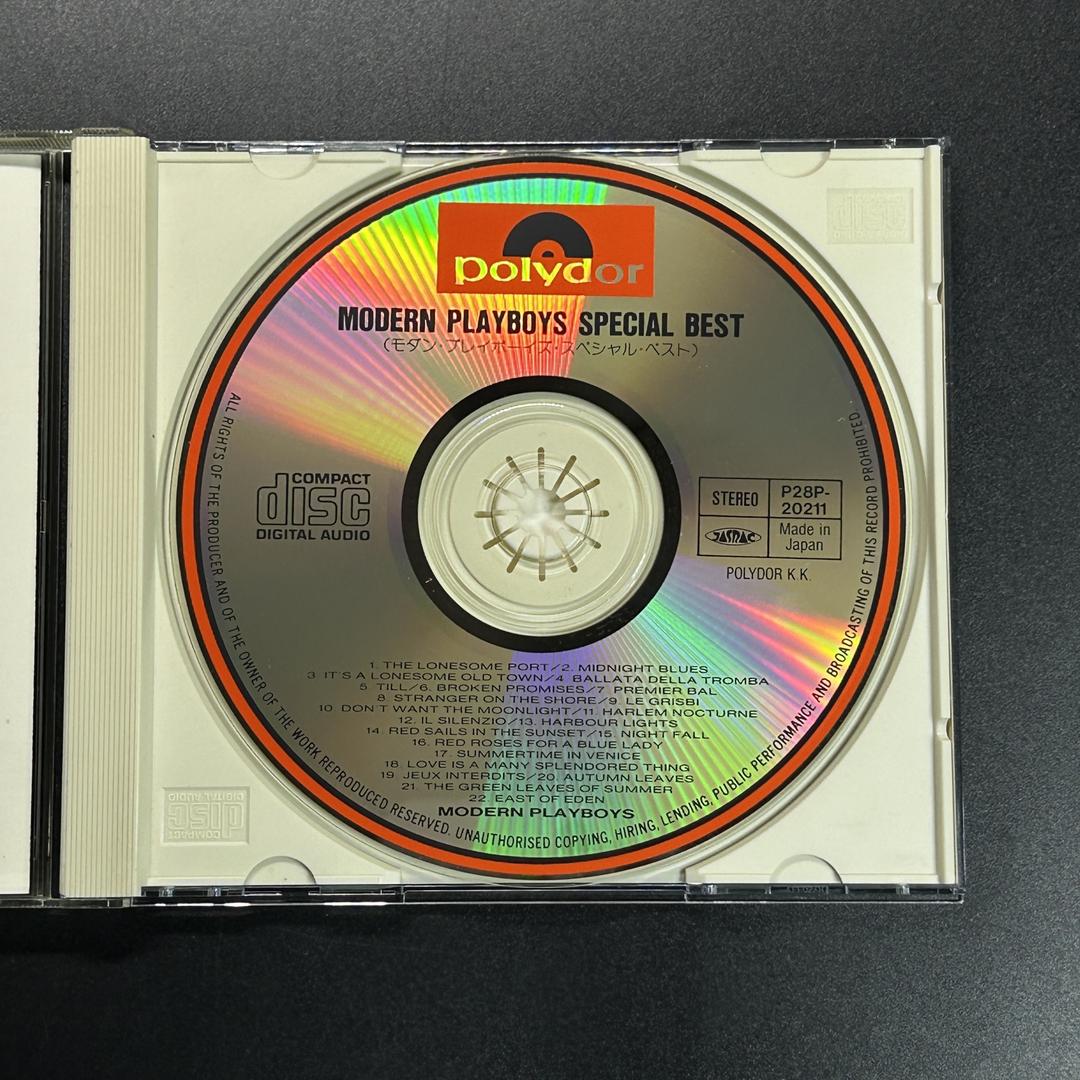 polydor
MODERN PLAYBOYS SPECIAL BEST
(モダン・プレイボーイズ・スペシャル・ベスト)
COMPACT
disc
DIGITAL AUDIO
STEREO
P28P-
20211
JASRAC
Made in
Japan
POLYDOR K.K.
1. THE LONESOME PORT/2. MIDNIGHT BLUES
3 IT'S A LONESOME OLD TOWN/4 BALLATA DELLA TROMBA
5 TILL/6. BROKEN PROMISES/7 PREMIER BAL
8 STRANGER ON THE SHORE/9 LE GRISBI
10 DON T WANT THE MOONLIGHT/11. HARLEM NOCTURNE
12. IL SILENZIO/13. HARBOUR LIGHTS
14. RED SAILS IN THE SUNSET/15. NIGHT FALL
16. RED ROSES FOR A BLUE LADY
17. SUMMERTIME IN VENICE
18. LOVE IS A MANY SPLENDORED THING
19 JEUX INTERDITS/20. AUTUMN LEAVES
21. THE GREEN LEAVES OF SUMMER
22. EAST OF EDEN
MODERN PLAYBOYS
ALL RIGHTS OF THE PRODUCER AND OF THE OWNER OF THE WORK REPRODUCED RESERVED. UNAUTHORISED COPYING, HIRING, LENDING, PUBLIC PERFORMANCE AND BROADCASTING OF THIS RECORD PROHIBITED
disc
COMPACT
disc
DIGITAL AUDIO